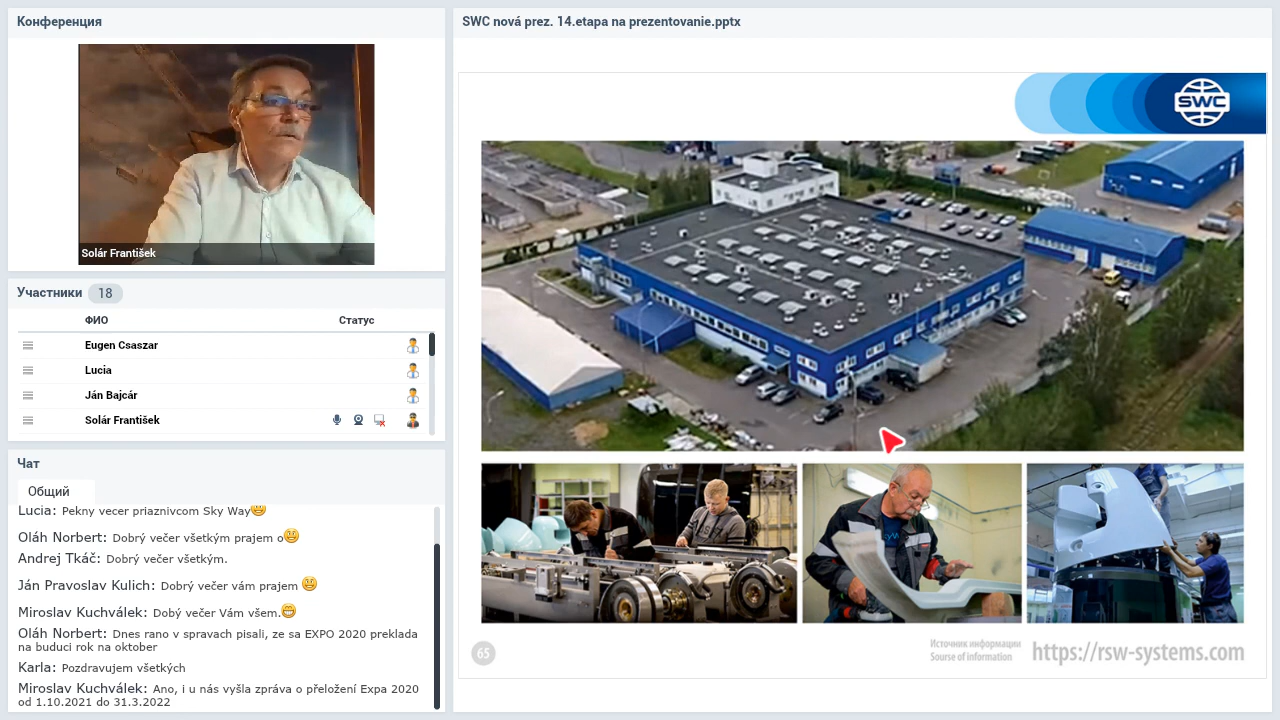 Конференция
Solár František
Участники 18
ФИО Статус
Eugen Csaszar
Lucia
Ján Bajcár
Solár František
Чат
Общий
Lucia: Pekny vecer priaznivcom Sky Way
Oláh Norbert: Dobrý večer všetkým prajem o
Andrej Tkáč: Dobrý večer všetkým.
Ján Pravoslav Kulich: Dobrý večer vám prajem
Miroslav Kuchválek: Dobý večer Vám všem.
Oláh Norbert: Dnes rano v spravach pisali, ze sa EXPO 2020 preklada
na buduci rok na oktober
Karla: Pozdravujem všetkých
Miroslav Kuchválek: Ano, i u nás vyšla zpráva o přeložení Expa 2020
od 1.10.2021 do 31.3.2022
SWC nová prez. 14.etapa na prezentovanie.pptx
SWC
65
Источник информации
Sourse of information
https://rsw-systems.com